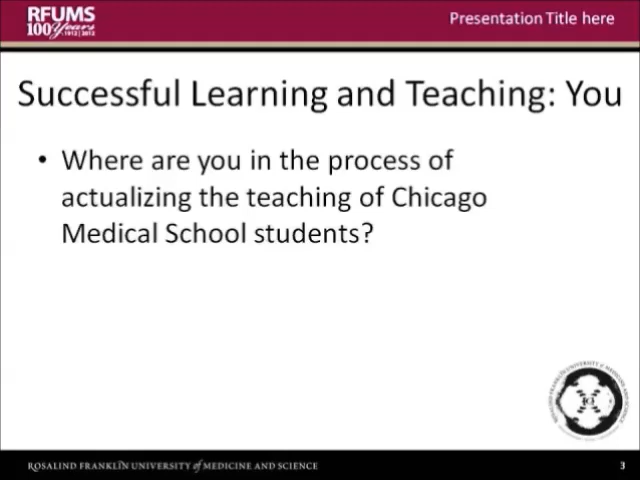 RFUMS
100 Years
1912 | 2012
Presentation Title here
Successful Learning and Teaching: You
• Where are you in the process of
actualizing the teaching of Chicago
Medical School students?
ROSALIND FRANKLIN UNIVERSITY of MEDICINE AND SCIENCE
3